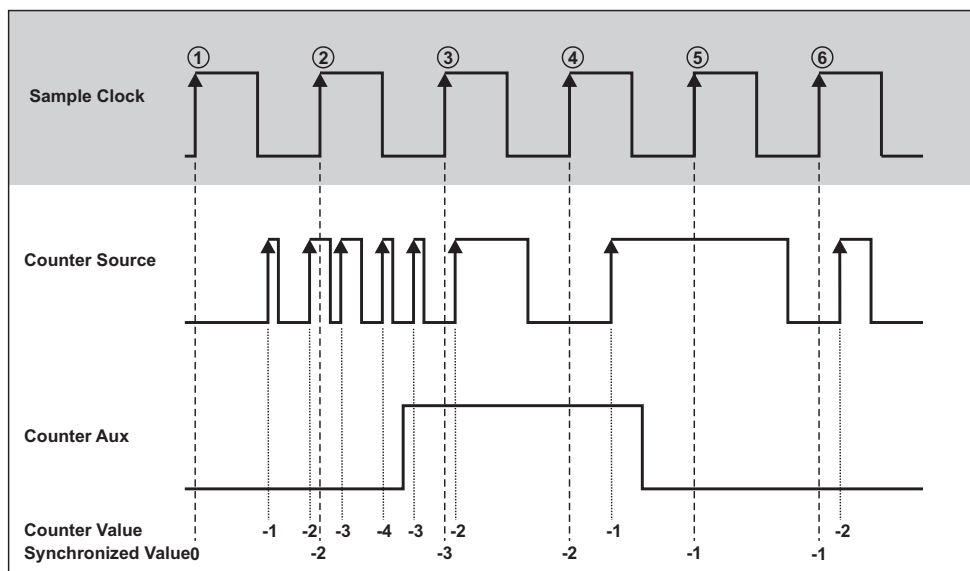 ① ② ③ ④ ⑤ ⑥
Sample Clock
Counter Source
Counter Aux
Counter Value -1 -2 -3 -4 -3 -2 -1 -2
Synchronized Value 0 -2 -3 -2 -1 -1